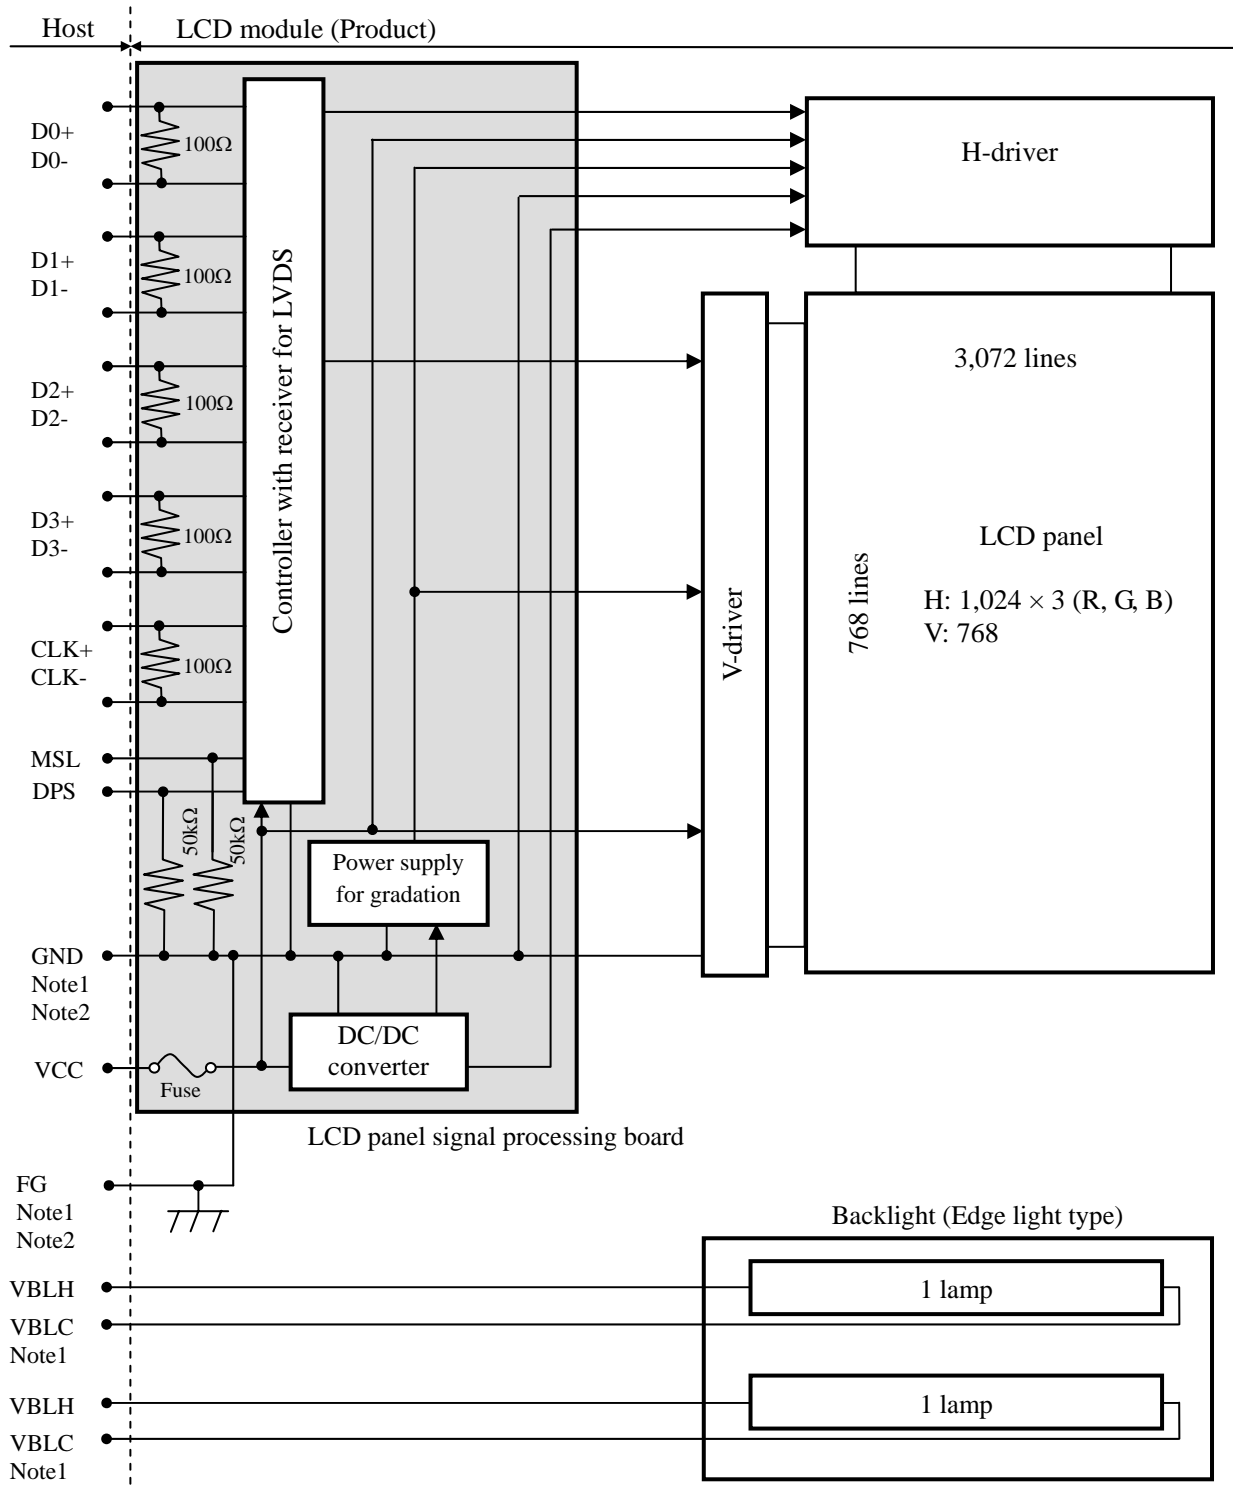 Host
LCD module (Product)
D0+
D0-
100Ω
D1+
D1-
100Ω
D2+
D2-
100Ω
D3+
D3-
100Ω
CLK+
CLK-
100Ω
MSL
DPS
50kΩ
50kΩ
Controller with receiver for LVDS
H-driver
V-driver
3,072 lines
768 lines
LCD panel
H: 1,024 × 3 (R, G, B)
V: 768
Power supply
for gradation
GND
Note1
Note2
DC/DC
converter
VCC
Fuse
LCD panel signal processing board
FG
Note1
Note2
Backlight (Edge light type)
VBLH
1 lamp
VBLC
Note1
VBLH
1 lamp
VBLC
Note1